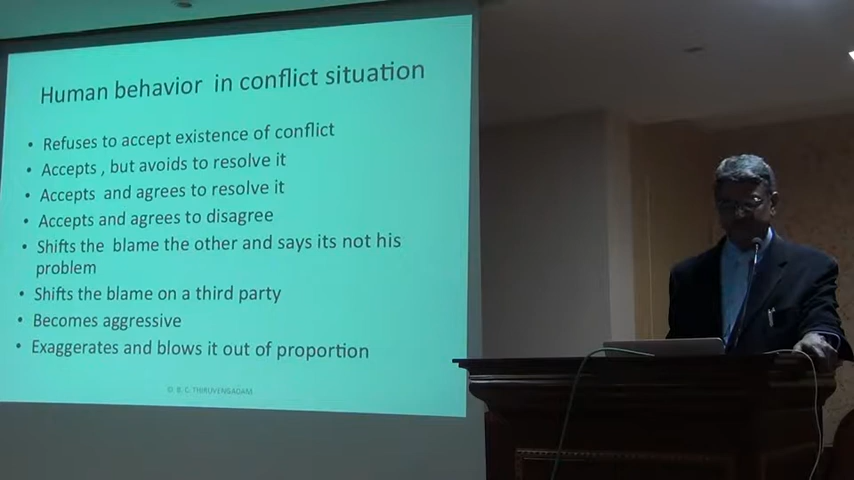 Human behavior in conflict situation
• Refuses to accept existence of conflict
• Accepts , but avoids to resolve it
• Accepts and agrees to resolve it
• Accepts and agrees to disagree
• Shifts the blame the other and says its not his
problem
• Shifts the blame on a third party
• Becomes aggressive
• Exaggerates and blows it out of proportion
THIRUVENGADAM